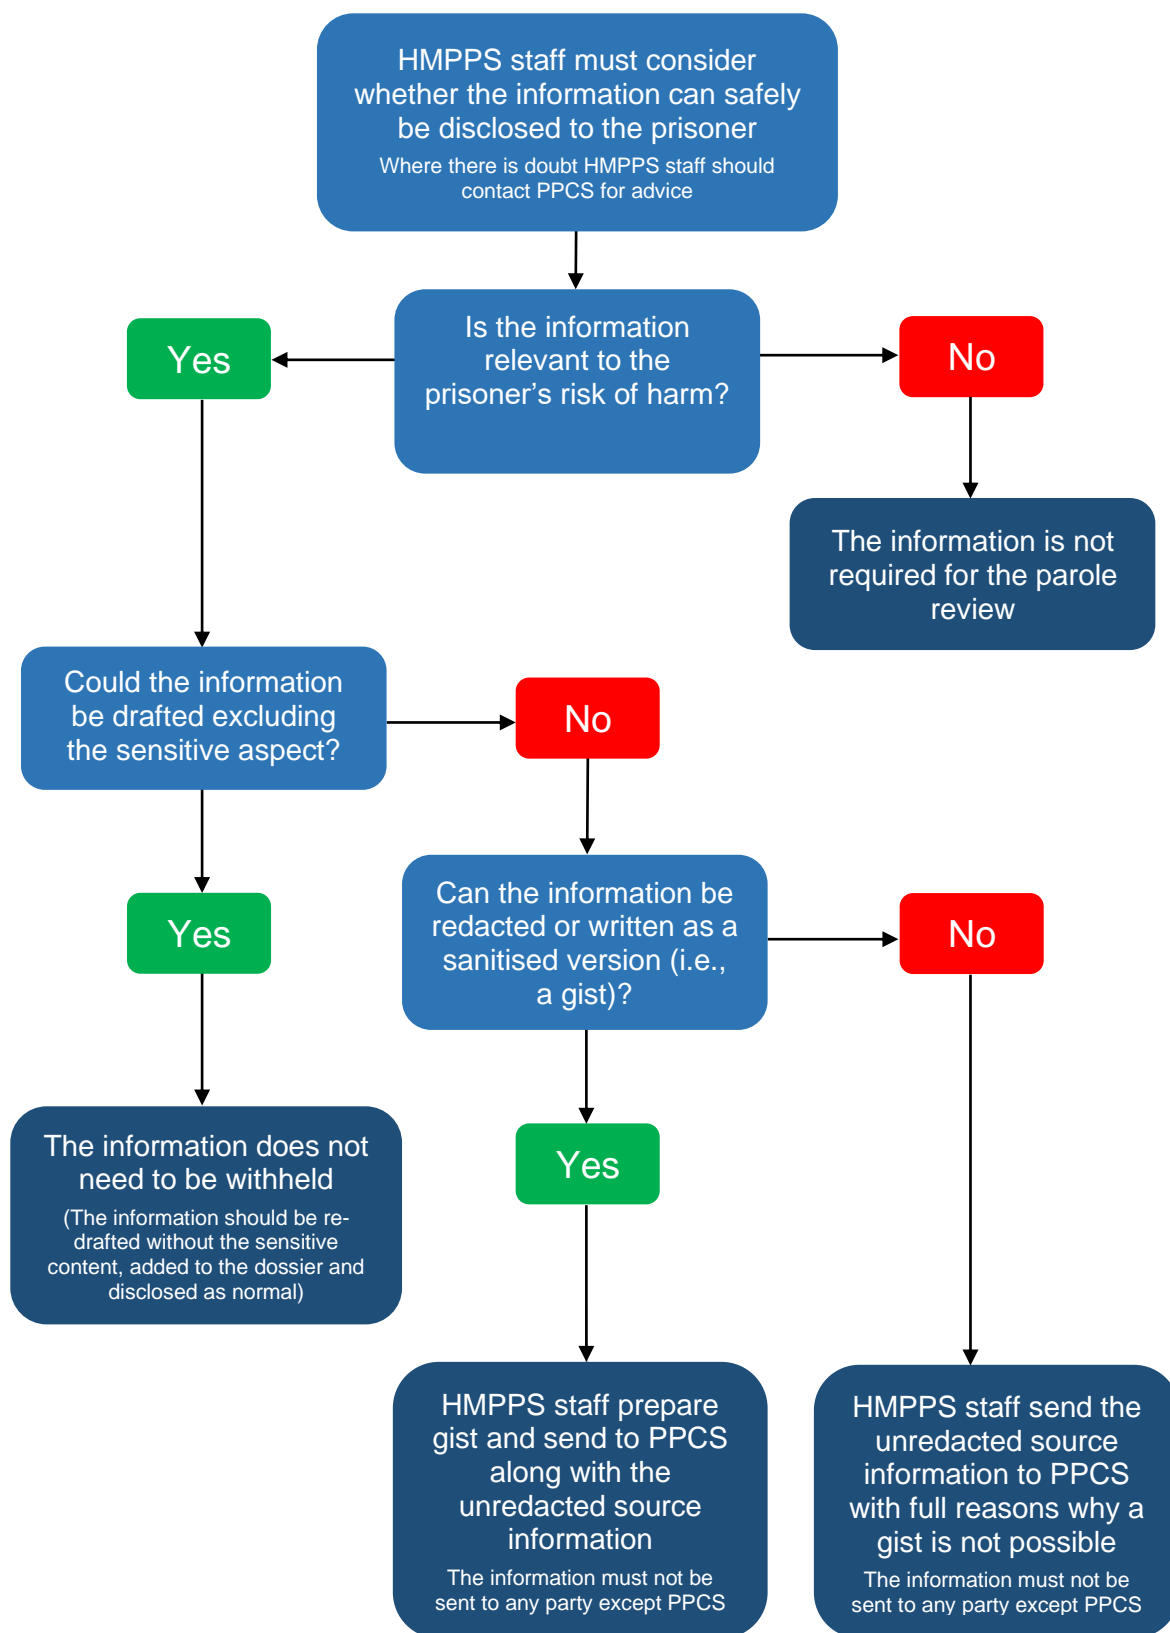 HMPPS staff must consider
whether the information can safely
be disclosed to the prisoner
Where there is doubt HMPPS staff should
contact PPCS for advice
Is the information
relevant to the
prisoner’s risk of harm?
Yes
No
The information is not
required for the parole
review
Could the information
be drafted excluding
the sensitive aspect?
No
Can the information be
redacted or written as a
sanitised version (i.e.,
a gist)?
Yes
No
The information does not
need to be withheld
(The information should be re-
drafted without the sensitive
content, added to the dossier and
disclosed as normal)
Yes
HMPPS staff prepare
gist and send to PPCS
along with the
unredacted source
information
The information must not be
sent to any party except PPCS
HMPPS staff send the
unredacted source
information to PPCS
with full reasons why a
gist is not possible
The information must not be
sent to any party except PPCS